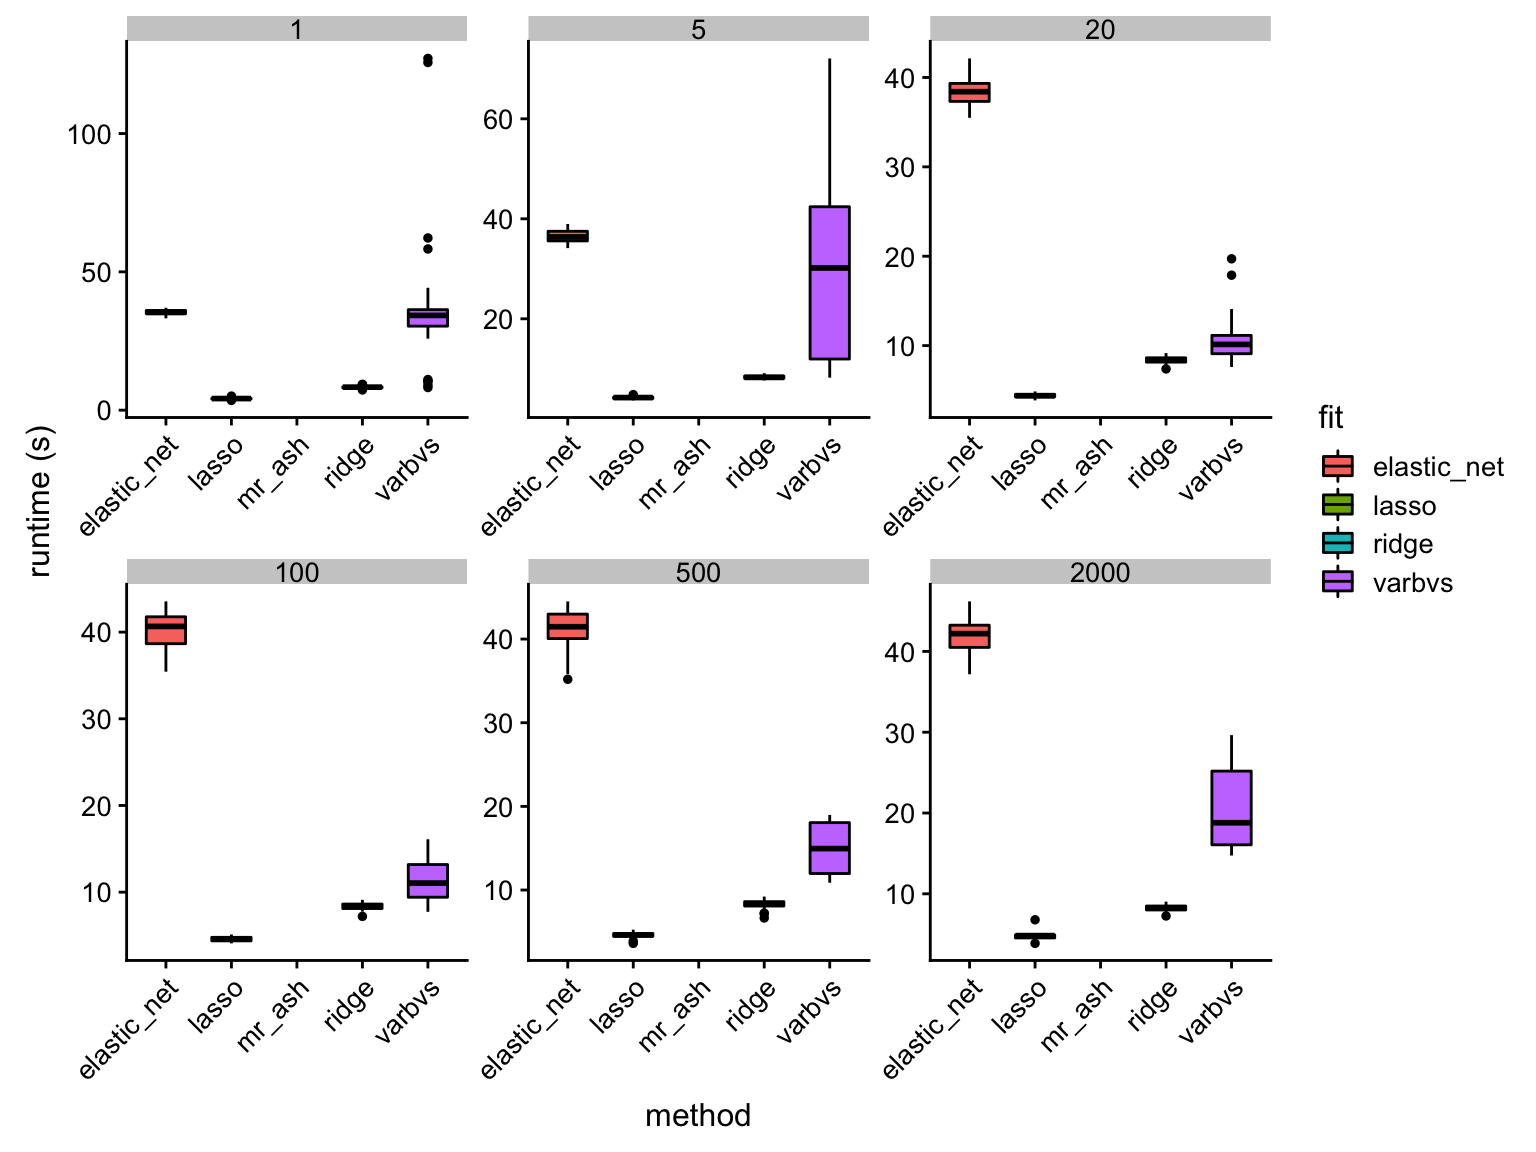 1
5
20
100
50
0
60
40
20
40
30
20
10
elastic_net
lasso
mr_ash
ridge
varbvs
elastic_net
lasso
mr_ash
ridge
varbvs
elastic_net
lasso
mr_ash
ridge
varbvs
runtime (s)
100
500
2000
40
30
20
10
40
30
20
10
40
30
20
10
elastic_net
lasso
mr_ash
ridge
varbvs
elastic_net
lasso
mr_ash
ridge
varbvs
elastic_net
lasso
mr_ash
ridge
varbvs
method
fit
elastic_net
lasso
ridge
varbvs